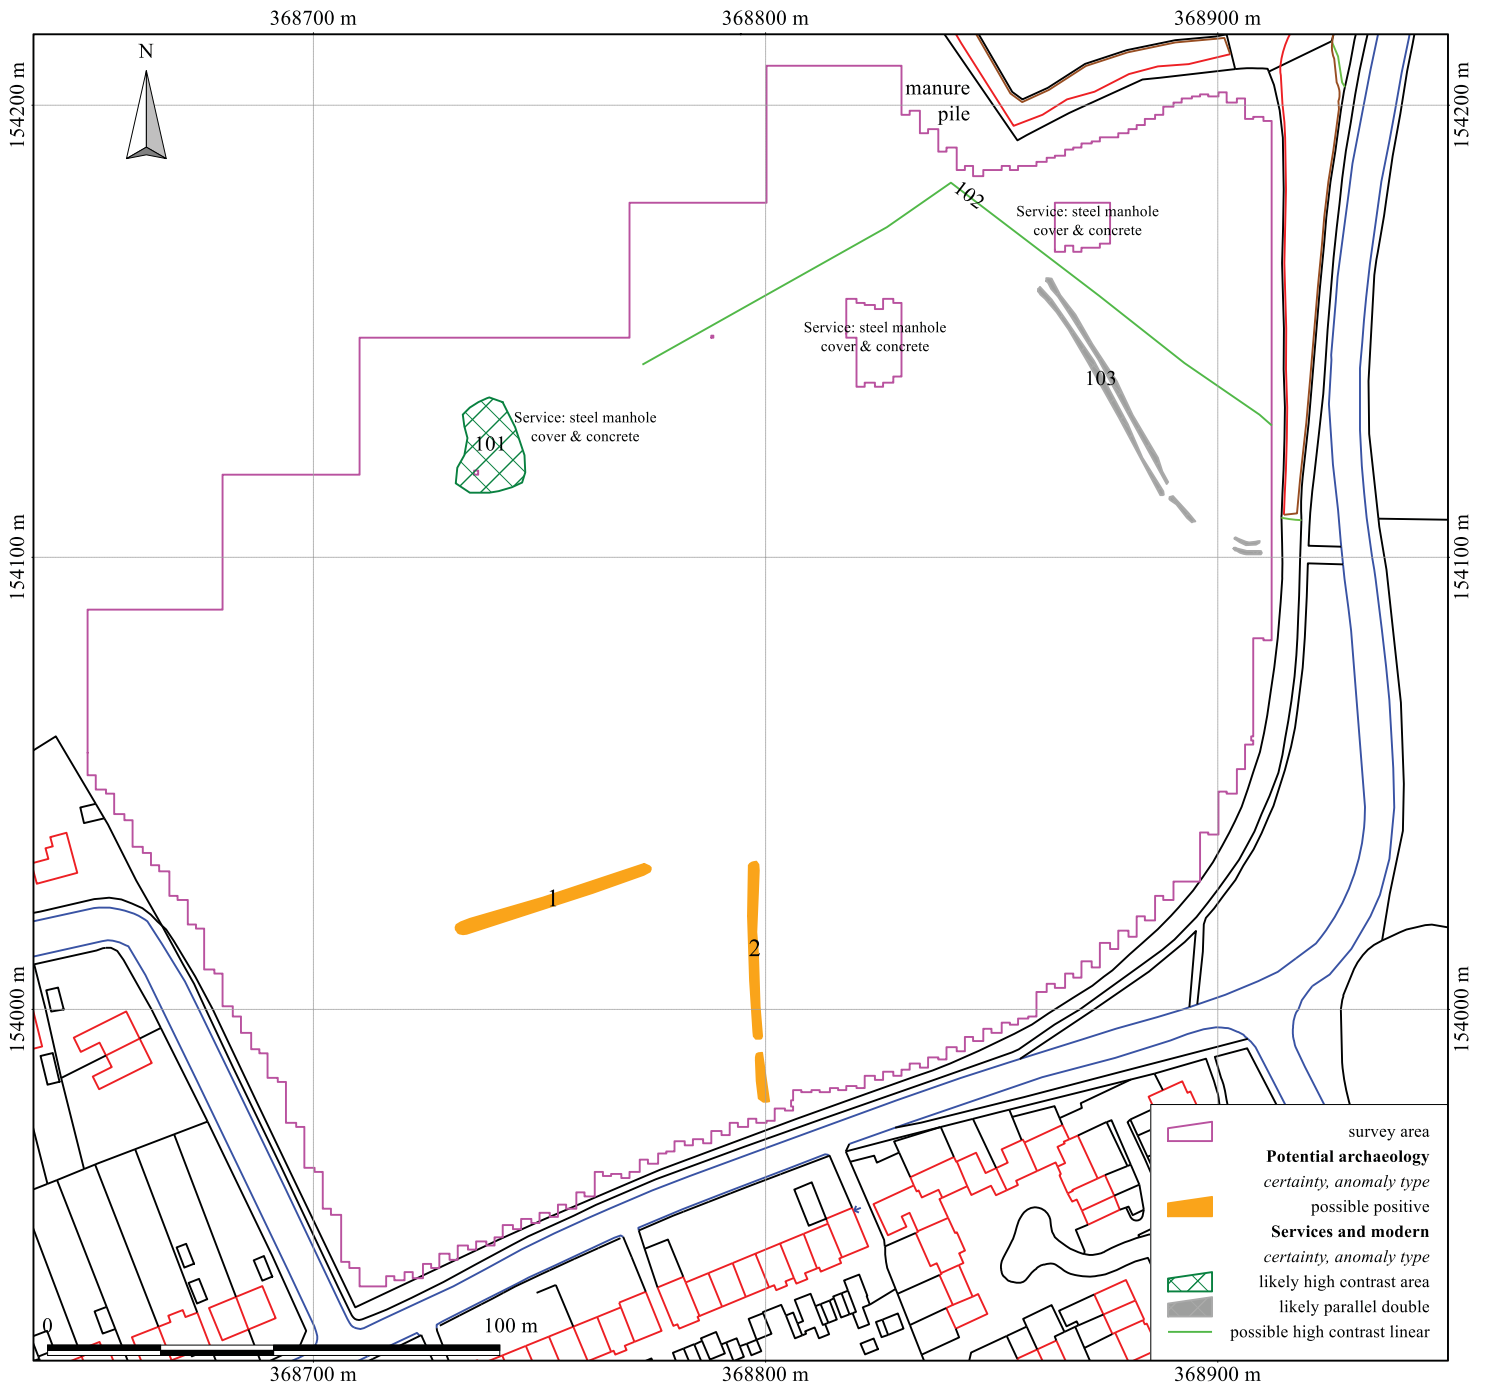 368700 m
368800 m
368900 m
N
154200 m
154200 m
manure
pile
102
Service: steel manhole
cover & concrete
Service: steel manhole
cover & concrete
103
Service: steel manhole
cover & concrete
101
154100 m
154100 m
1
2
154000 m
154000 m
survey area
Potential archaeology
certainty, anomaly type
possible positive
Services and modern
certainty, anomaly type
likely high contrast area
likely parallel double
possible high contrast linear
0
100 m
368700 m
368800 m
368900 m